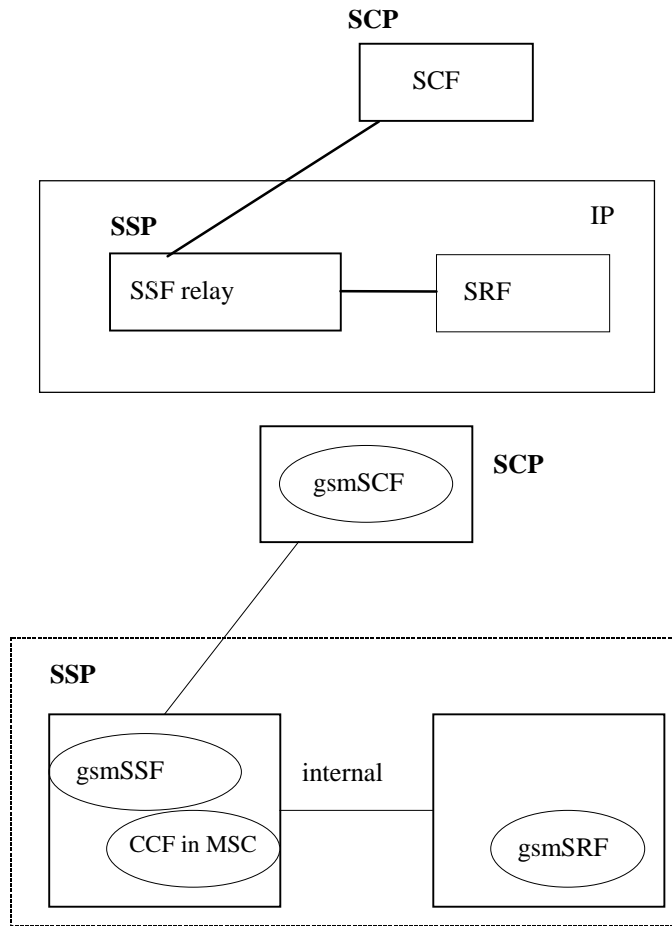 SCP
SCF
IP
SSP
SSF relay
SRF
SCP
gsmSCF
SSP
gsmSSF
internal
CCF in MSC
gsmSRF